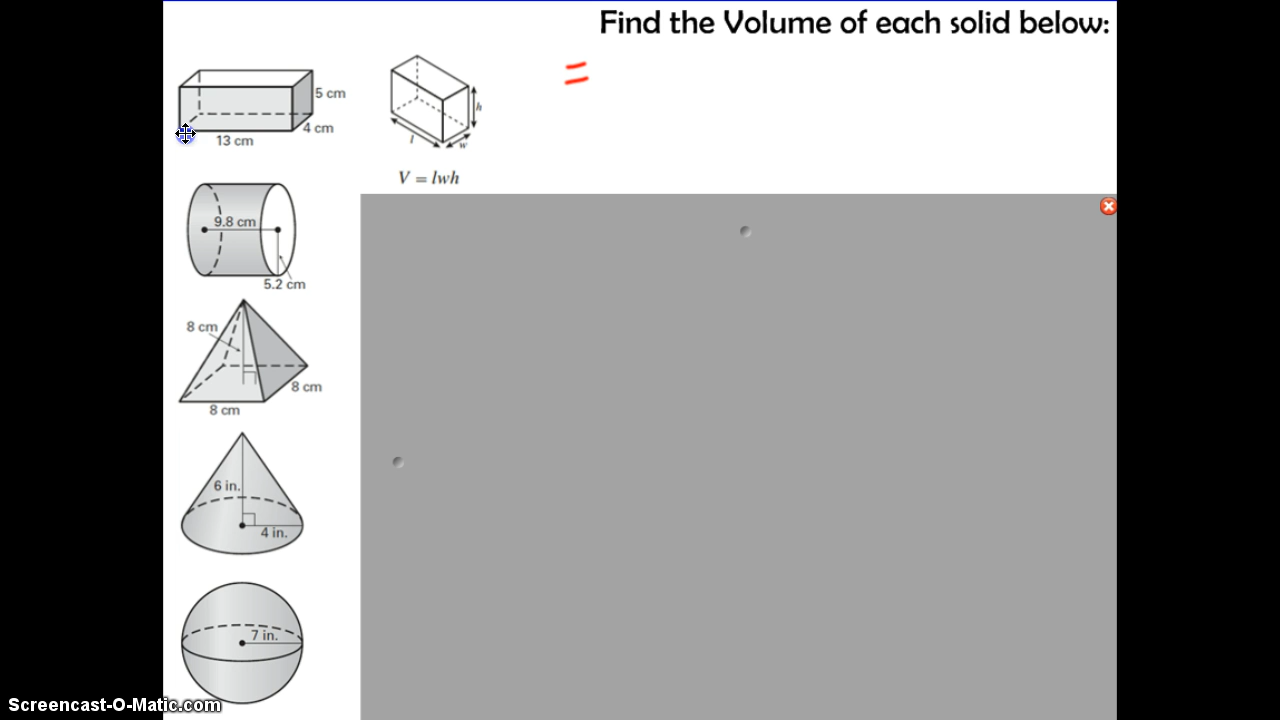 Find the Volume of each solid below:
=
5 cm
4 cm
13 cm
h
l
w
V = lwh
9.8 cm
5.2 cm
8 cm
8 cm
8 cm
6 in.
4 in.
7 in.
Screencast-O-Matic.com